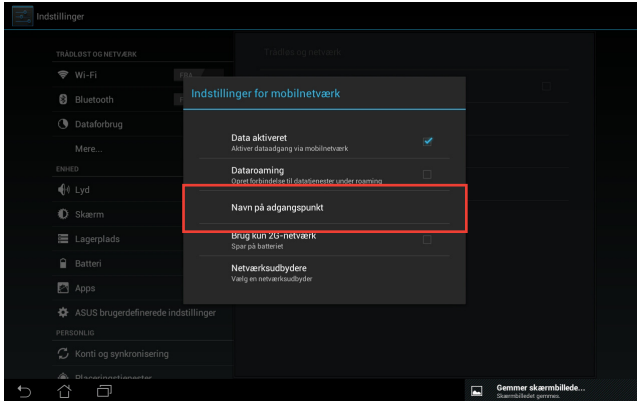 Indstillinger
TRÅDLØST OG NETVÆRK
Trådløs og netværk
Wi-Fi
FRA
Bluetooth
Dataforbrug
Mere...
ENHED
Lyd
Skærm
Lagerplads
Batteri
Apps
ASUS brugerdefinerede indstillinger
PERSONLIG
Konti og synkronisering
Placeringstjenester
Indstillinger for mobilnetværk
Data aktiveret
Aktiver dataadgang via mobilnetværk
Dataroaming
Opret forbindelse til datatjenester under roaming
Navn på adgangspunkt
Brug kun 2G-netværk
Spar på batteriet
Netværksudbydere
Vælg en netværksudbyder
Gemmer skærmbillede...
Skærmbilledet gemmes.